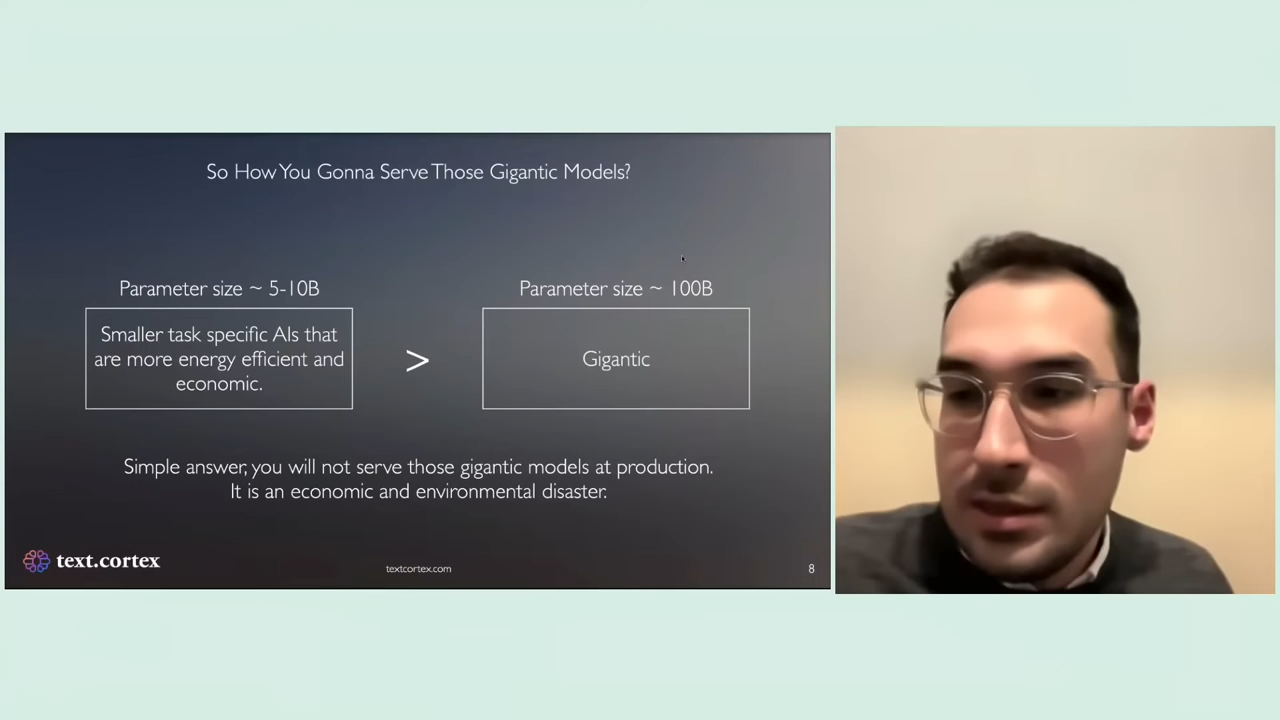 So How You Gonna Serve Those Gigantic Models?
Parameter size ~ 5-10B
Smaller task specific AIs that
are more energy efficient and
economic.
>
Parameter size ~ 100B
Gigantic
Simple answer, you will not serve those gigantic models at production.
It is an economic and environmental disaster.
text.cortex
textcortex.com
8